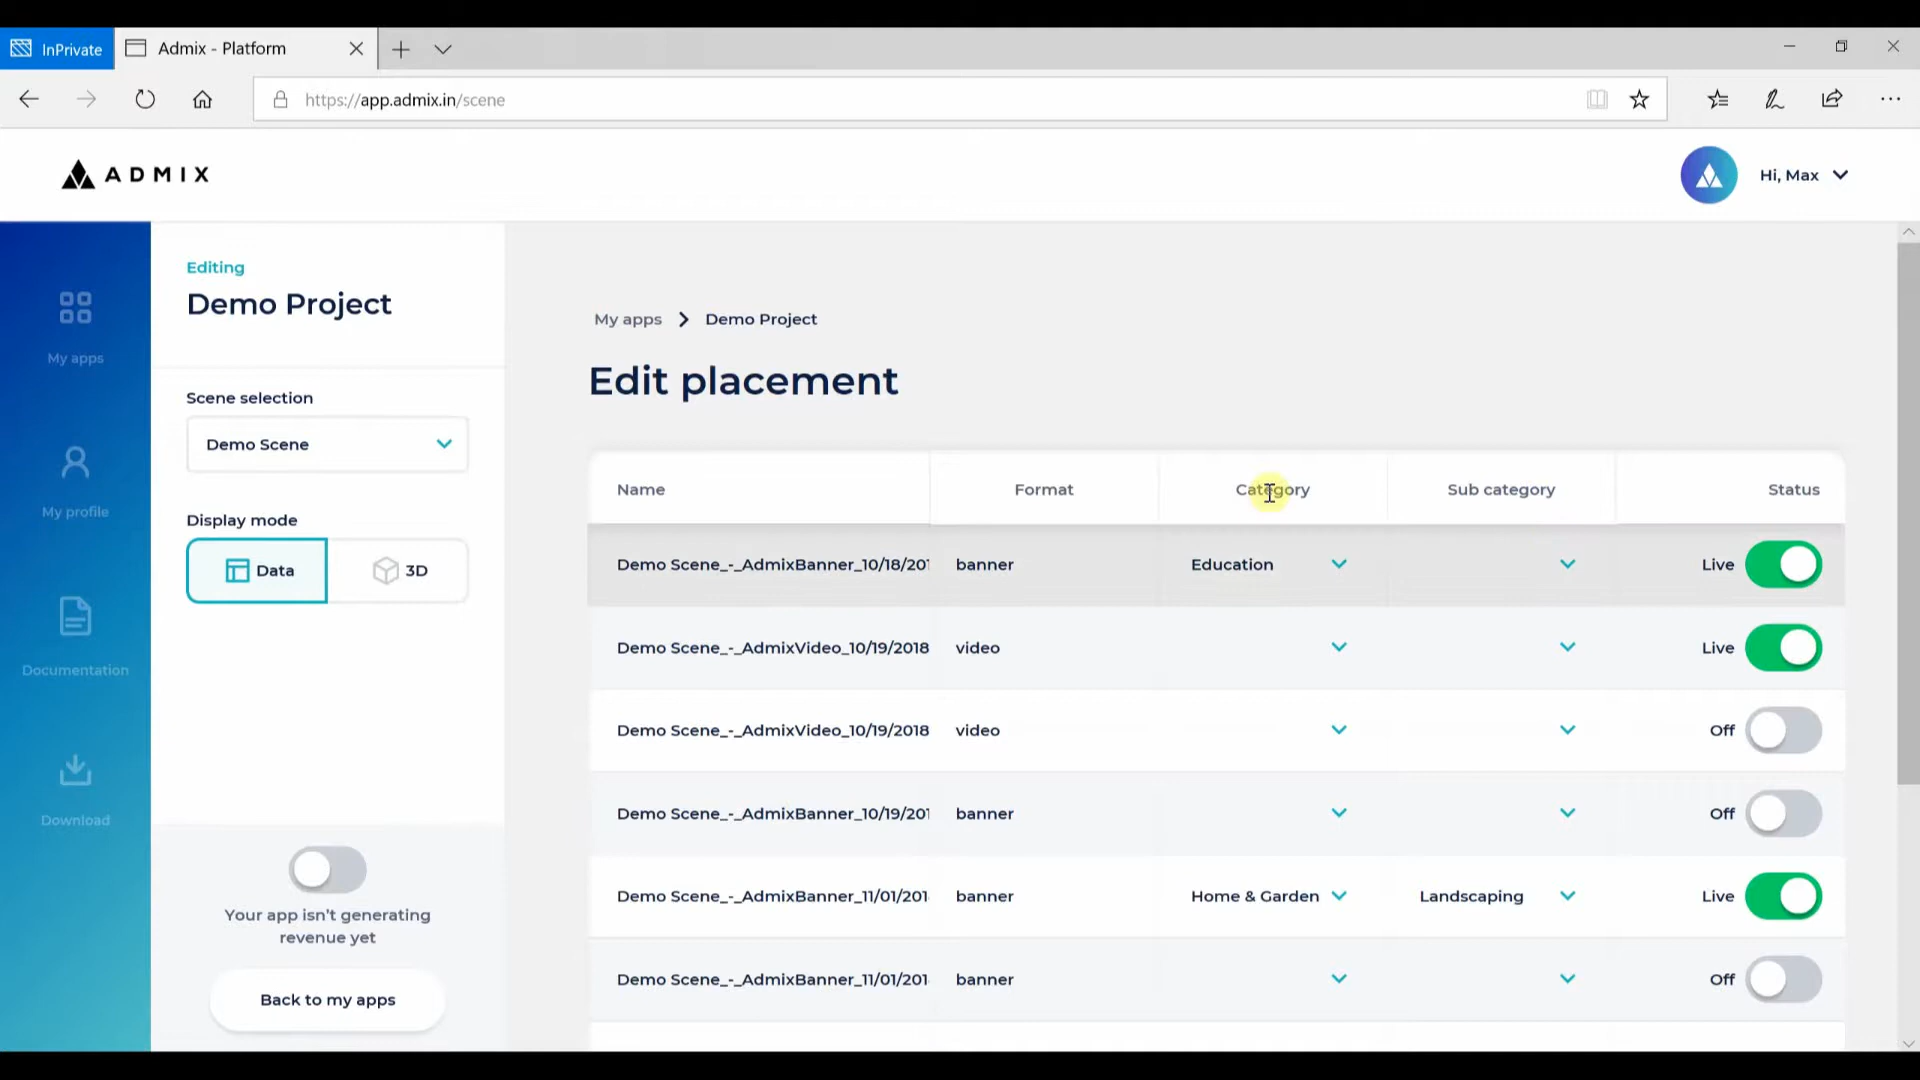 InPrivate
Admix - Platform
https://app.admix.in/scene
ADMIX
Hi, Max
Editing
Demo Project
Scene selection
Demo Scene
Display mode
Data
3D
My apps
My profile
Documentation
Download
Your app isn't generating
revenue yet
Back to my apps
My apps
Demo Project
Edit placement
Name Format Category Sub category Status
Demo Scene_-_AdmixBanner_10/18/201 banner Education Live
Demo Scene_-_AdmixVideo_10/19/2018 video Live
Demo Scene_-_AdmixVideo_10/19/2018 video Off
Demo Scene_-_AdmixBanner_10/19/201 banner Off
Demo Scene_-_AdmixBanner_11/01/201 banner Home & Garden Landscaping Live
Demo Scene_-_AdmixBanner_11/01/201 banner Off